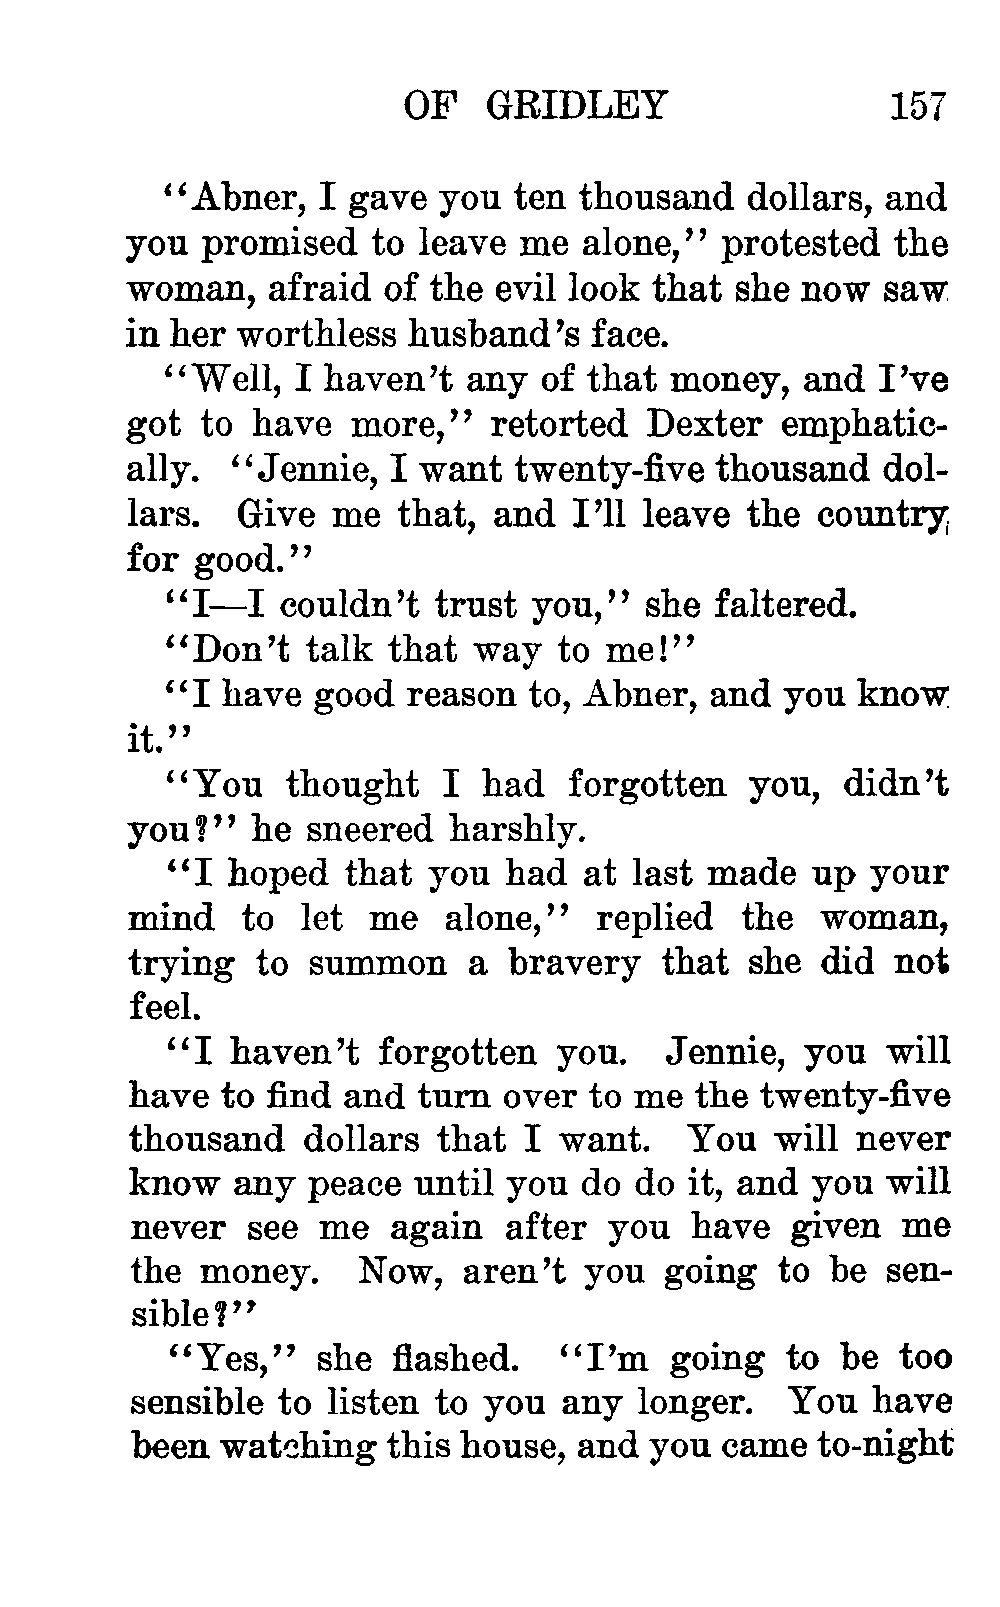 OF GRIDLEY 157
"Abner, I gave you ten thousand dollars, and
you promised to leave me alone," protested the
woman, afraid of the evil look that she now saw
in her worthless husband's face.
"Well, I haven't any of that money, and I've
got to have more," retorted Dexter emphatic-
ally. "Jennie, I want twenty-five thousand dol-
lars. Give me that, and I'll leave the country,
for good."
"I—I couldn't trust you," she faltered.
"Don't talk that way to me!"
"I have good reason to, Abner, and you know
it."
"You thought I had forgotten you, didn't
you?" he sneered harshly.
"I hoped that you had at last made up your
mind to let me alone," replied the woman,
trying to summon a bravery that she did not
feel.
"I haven't forgotten you. Jennie, you will
have to find and turn over to me the twenty-five
thousand dollars that I want. You will never
know any peace until you do do it, and you will
never see me again after you have given me
the money. Now, aren't you going to be sen-
sible?"
"Yes," she flashed. "I'm going to be too
sensible to listen to you any longer. You have
been watching this house, and you came to-night